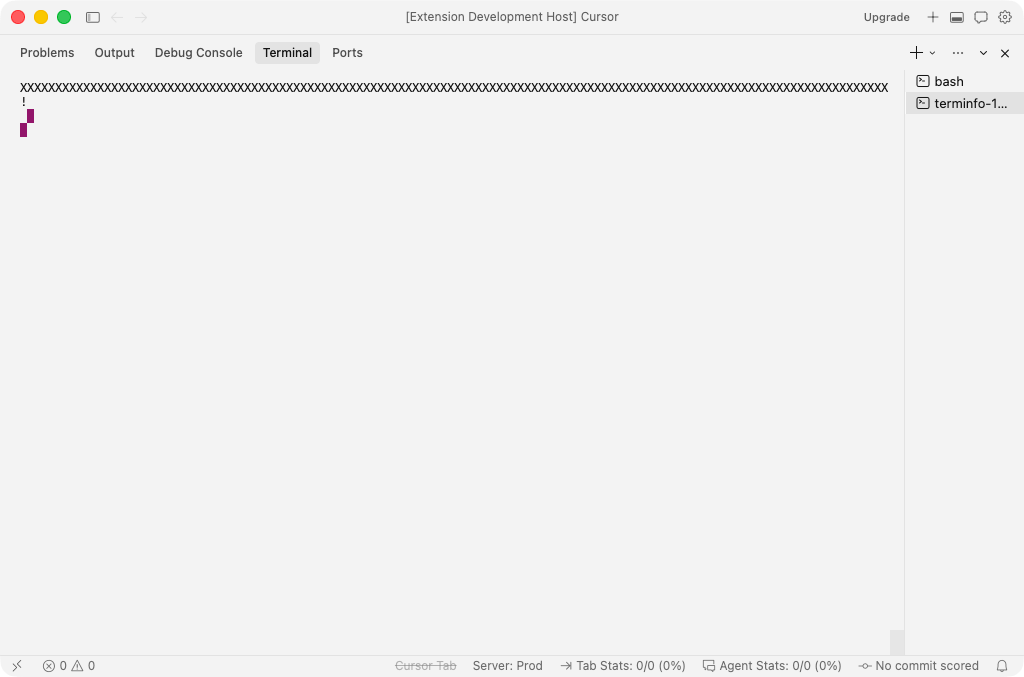 [Extension Development Host] Cursor
Upgrade
Problems Output Debug Console Terminal Ports
XXXXXXXXXXXXXXXXXXXXXXXXXXXXXXXXXXXXXXXXXXXXXXXXXXXXXXXXXXXXXXXXXXXXXXXXXXXXXXXXXXXXXXXXXXXXXXXXXXXXXXXXXXXXXXXXXXXXXXXXXXXX
!
bash
terminfo-1...
0 0 Cursor Tab Server: Prod Tab Stats: 0/0 (0%) Agent Stats: 0/0 (0%) No commit scored